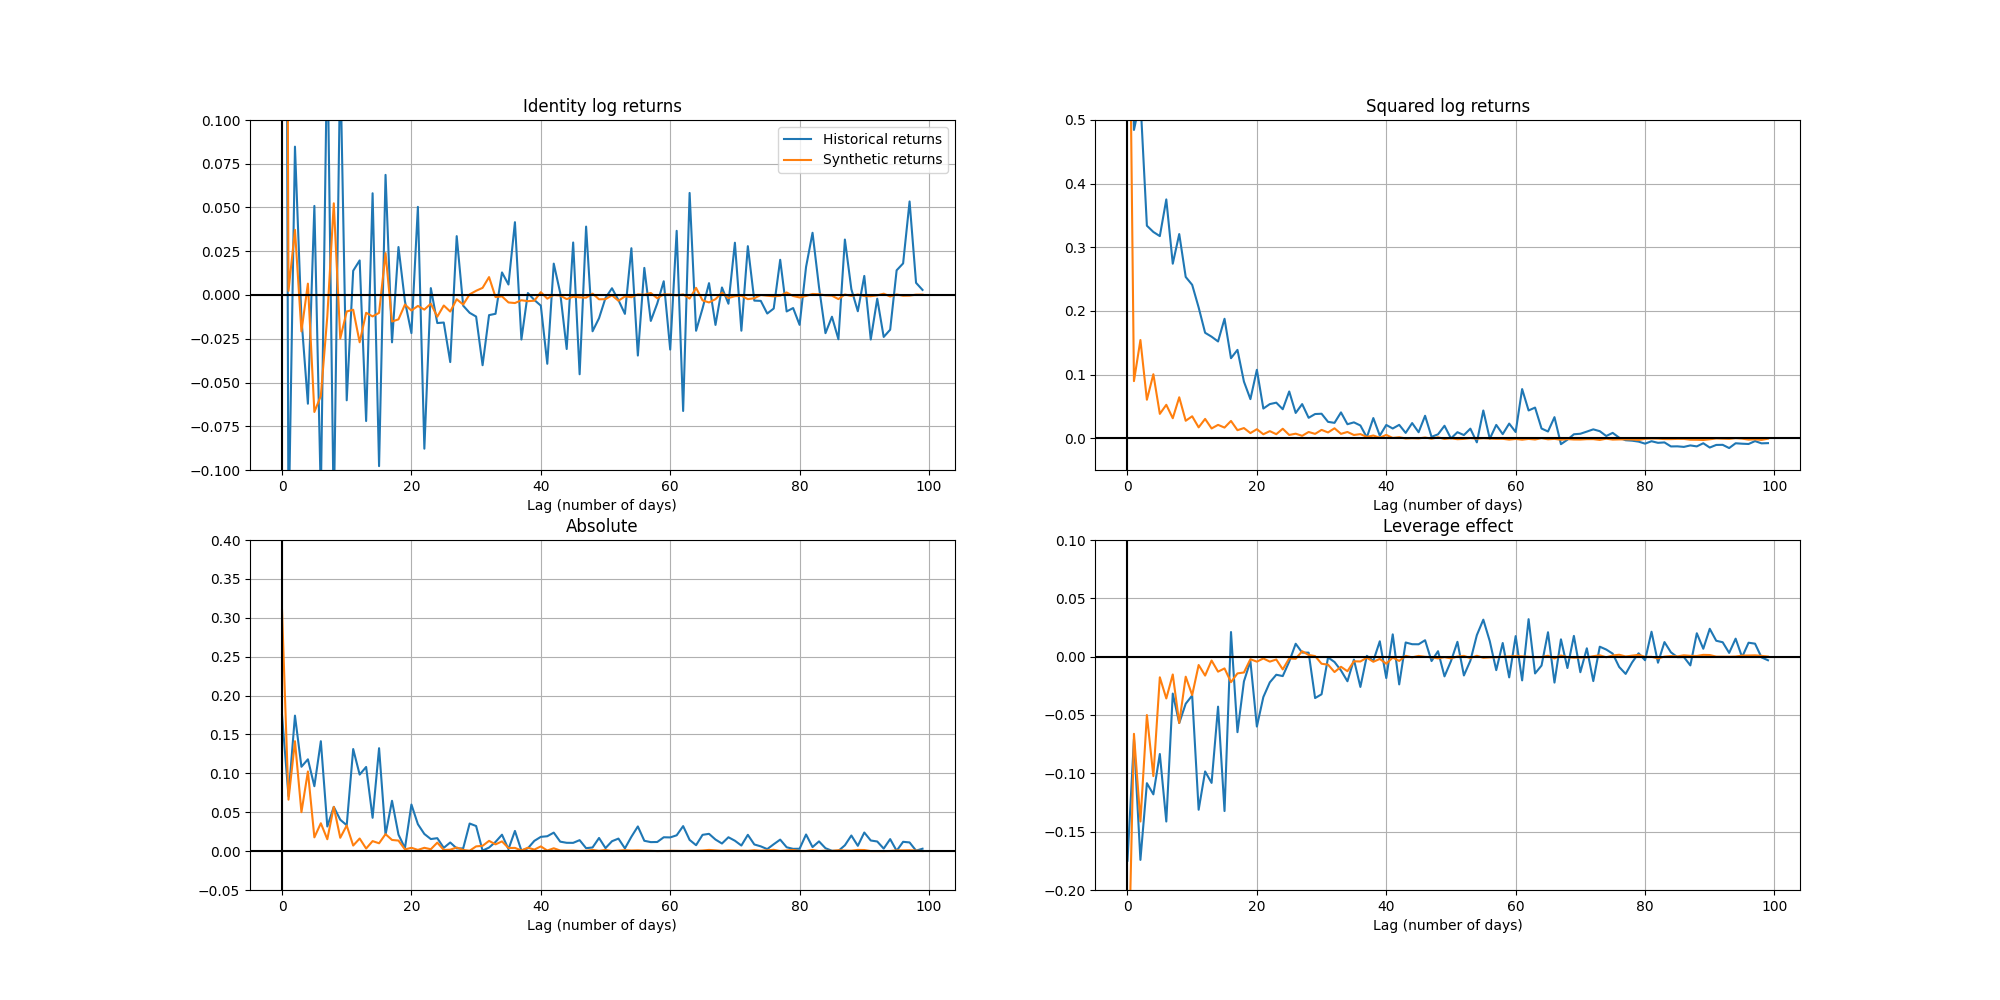 Identity log returns
0.100
0.075
0.050
0.025
0.000
−0.025
−0.050
−0.075
−0.100
Historical returns
Synthetic returns
0 20 40 60 80 100
Lag (number of days)
Squared log returns
0.5
0.4
0.3
0.2
0.1
0.0
0 20 40 60 80 100
Lag (number of days)
Absolute
0.40
0.35
0.30
0.25
0.20
0.15
0.10
0.05
0.00
−0.05
0 20 40 60 80 100
Lag (number of days)
Leverage effect
0.10
0.05
0.00
−0.05
−0.10
−0.15
−0.20
0 20 40 60 80 100
Lag (number of days)